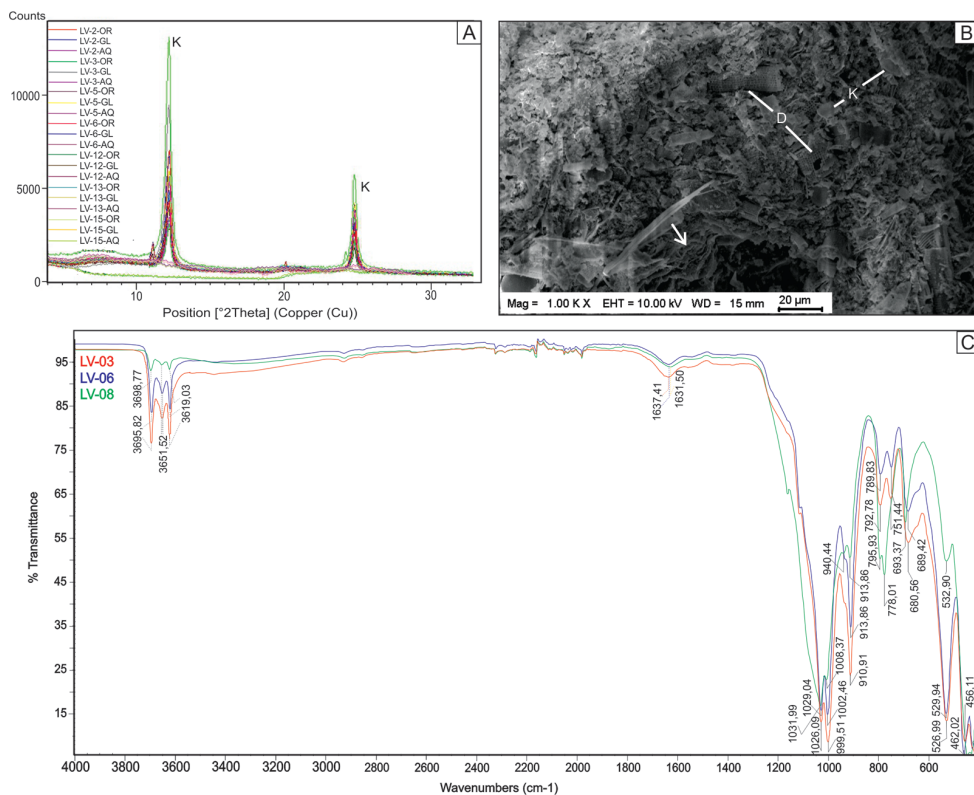 Counts
A
K
K
LV-2-OR
LV-2-GL
LV-2-AQ
LV-3-OR
LV-3-GL
LV-3-AQ
LV-5-OR
LV-5-GL
LV-5-AQ
LV-6-OR
LV-6-GL
LV-6-AQ
LV-12-OR
LV-12-GL
LV-12-AQ
LV-13-OR
LV-13-GL
LV-13-AQ
LV-15-OR
LV-15-GL
LV-15-AQ
10000
5000
0
10
20
30
Position [°2Theta] (Copper (Cu))
B
D
K
Mag = 1.00 K X EHT = 10.00 kV WD = 15 mm 20 µm
C
LV-03
LV-06
LV-08
% Transmittance
95
85
75
65
55
45
35
25
15
3695,82
3698,77
3651,52
3619,03
1637,41
1631,50
1031,99
1029,04
1026,09
1008,37
1002,46
999,51
940,44
913,86
913,86
910,91
795,93
792,78
789,83
778,01
751,44
693,37
689,42
680,56
532,90
529,94
526,99
462,02
456,11
4000 3800 3600 3400 3200 3000 2800 2600 2400 2200 2000 1800 1600 1400 1200 1000 800 600
Wavenumbers (cm-1)